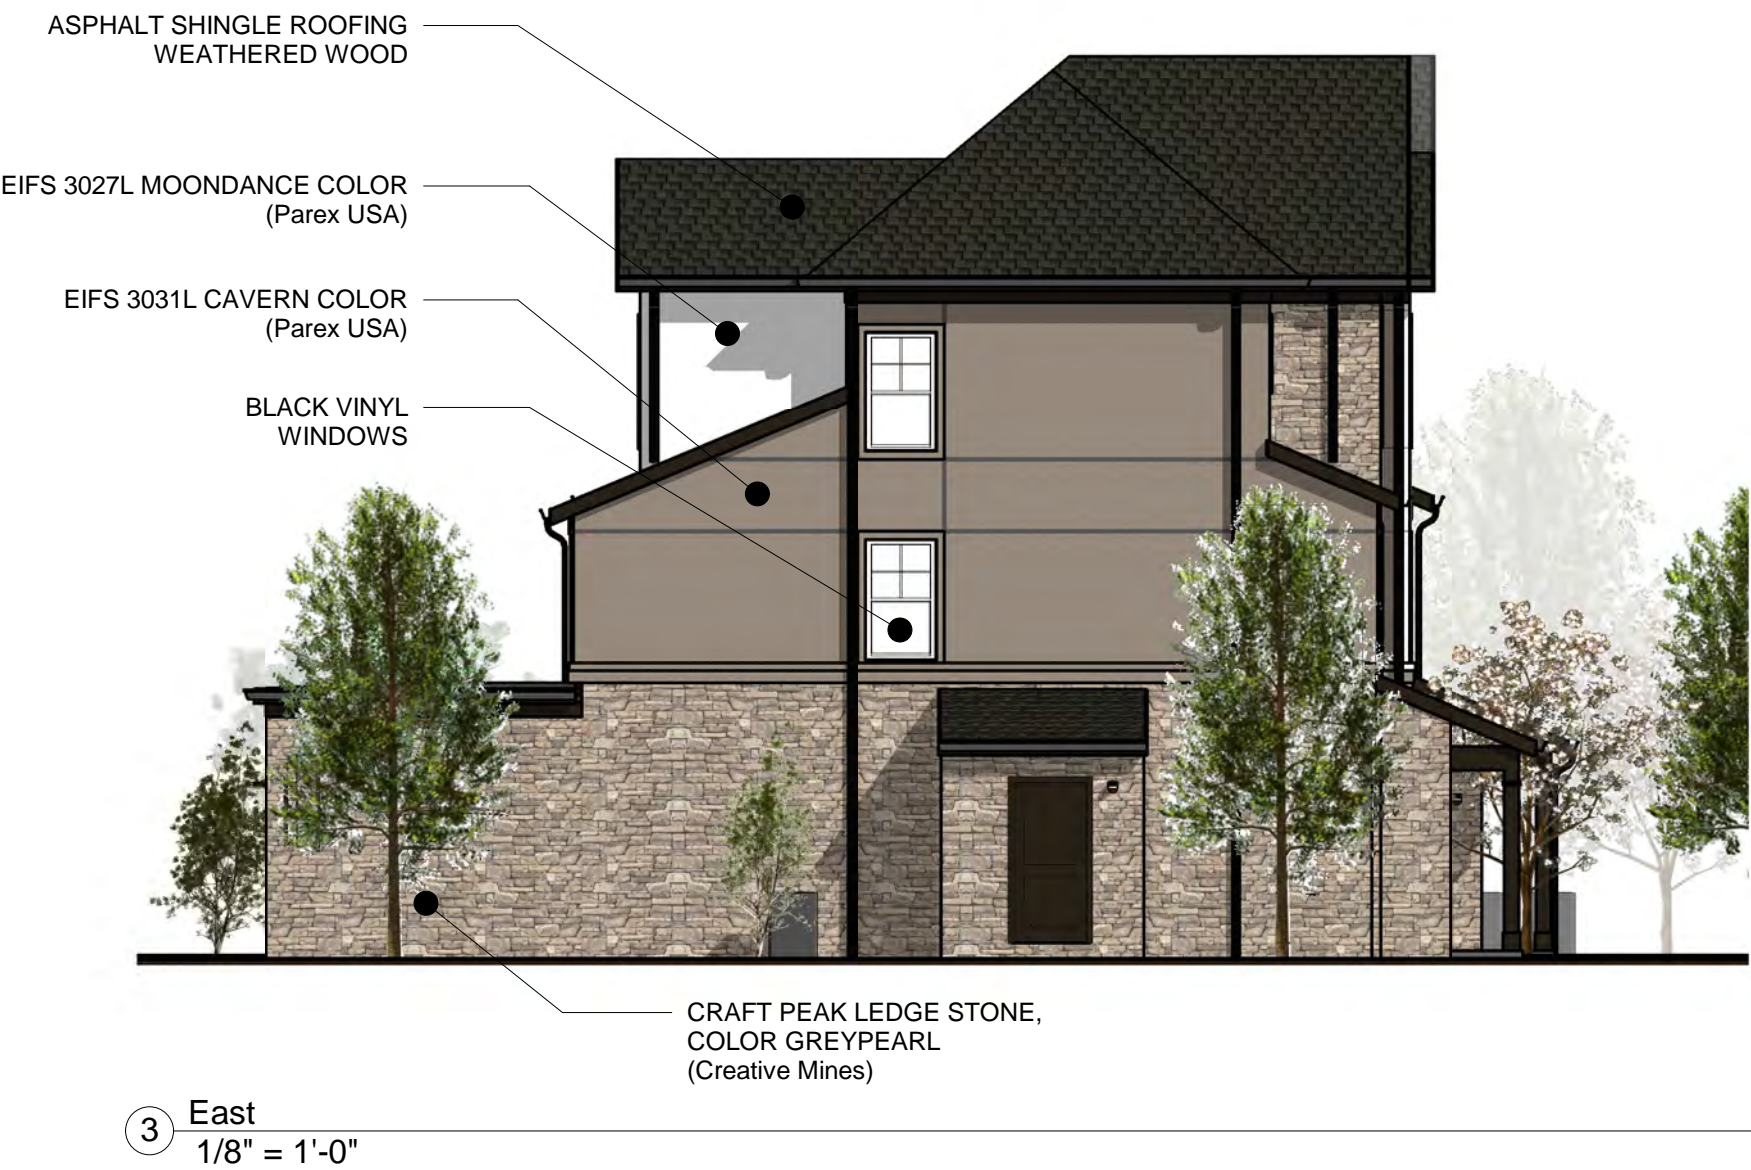 ASPHALT SHINGLE ROOFING
WEATHERED WOOD
EIFS 3027L MOONDANCE COLOR
(Parex USA)
EIFS 3031L CAVERN COLOR
(Parex USA)
BLACK VINYL
WINDOWS
CRAFT PEAK LEDGE STONE,
COLOR GREYPEARL
(Creative Mines)
3
East
1/8" = 1'-0"